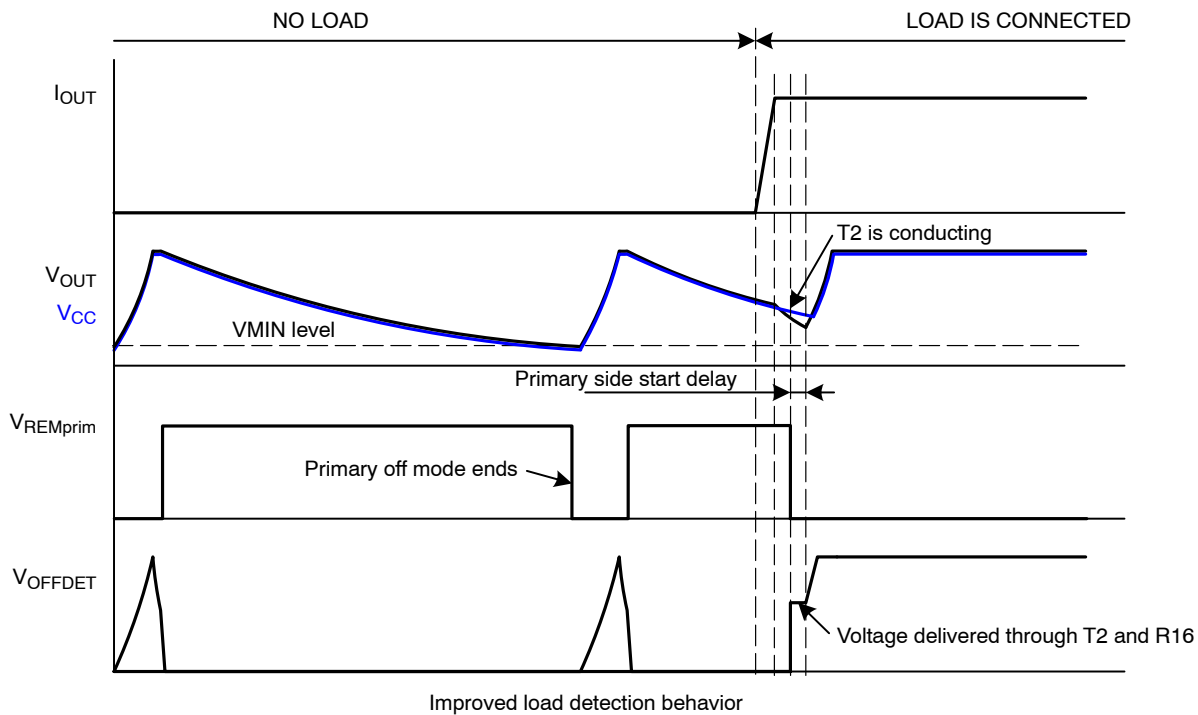 NO LOAD
LOAD IS CONNECTED
IOUT
T2 is conducting
VOUT
VCC
VMIN level
Primary side start delay
VREMprim
Primary off mode ends
VOFFDET
Voltage delivered through T2 and R16
Improved load detection behavior